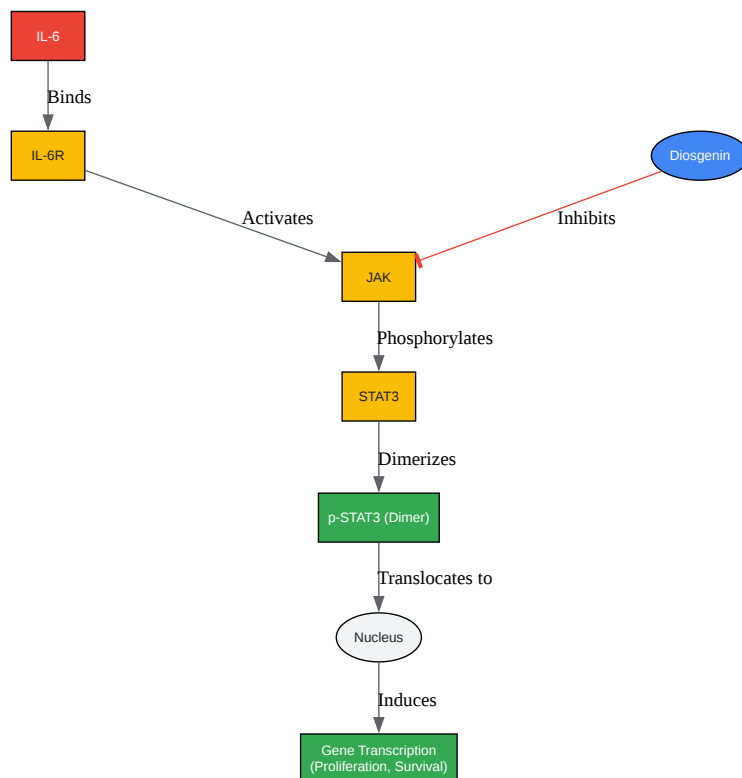 IL-6
Binds
IL-6R
Diosgenin
Activates
Inhibits
JAK
Phosphorylates
STAT3
Dimerizes
p-STAT3 (Dimer)
Translocates to
Nucleus
Induces
Gene Transcription
(Proliferation, Survival)